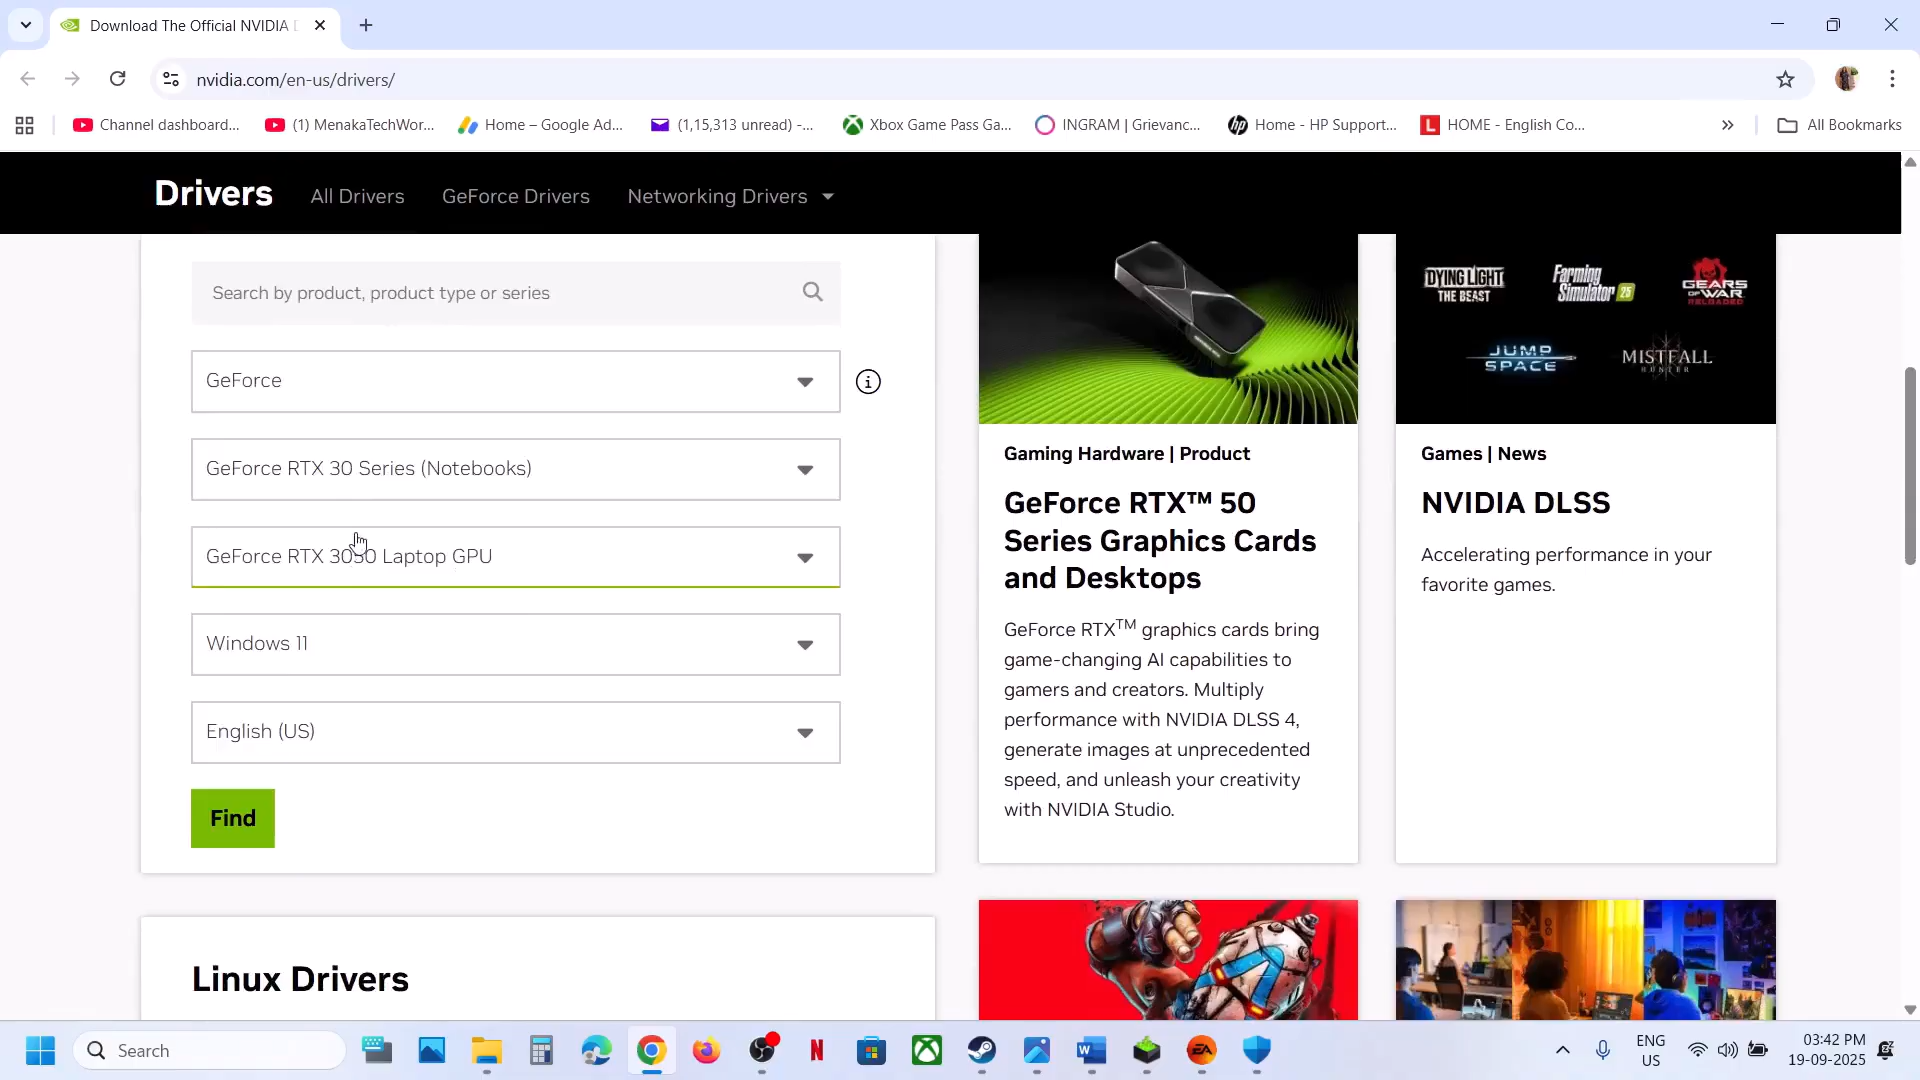 Download The Official NVIDIA D
nvidia.com/en-us/drivers/
Channel dashboard...
(1) MenakaTechWor...
Home – Google Ad...
(1,15,313 unread) -...
Xbox Game Pass Ga...
INGRAM | Grievanc...
Home - HP Support...
HOME - English Co...
All Bookmarks
Drivers
All Drivers
GeForce Drivers
Networking Drivers
Search by product, product type or series
GeForce
GeForce RTX 30 Series (Notebooks)
GeForce RTX 3050 Laptop GPU
Windows 11
English (US)
Find
Linux Drivers
Gaming Hardware | Product
GeForce RTX™ 50
Series Graphics Cards
and Desktops
GeForce RTX™ graphics cards bring
game-changing AI capabilities to
gamers and creators. Multiply
performance with NVIDIA DLSS 4,
generate images at unprecedented
speed, and unleash your creativity
with NVIDIA Studio.
DYING LIGHT
THE BEAST
Farming
Simulator 25
GEARS
OF WAR
RELOADED
JUMP
SPACE
MISTFALL
HUNTER
Games | News
NVIDIA DLSS
Accelerating performance in your
favorite games.
Search
ENG
US
03:42 PM
19-09-2025